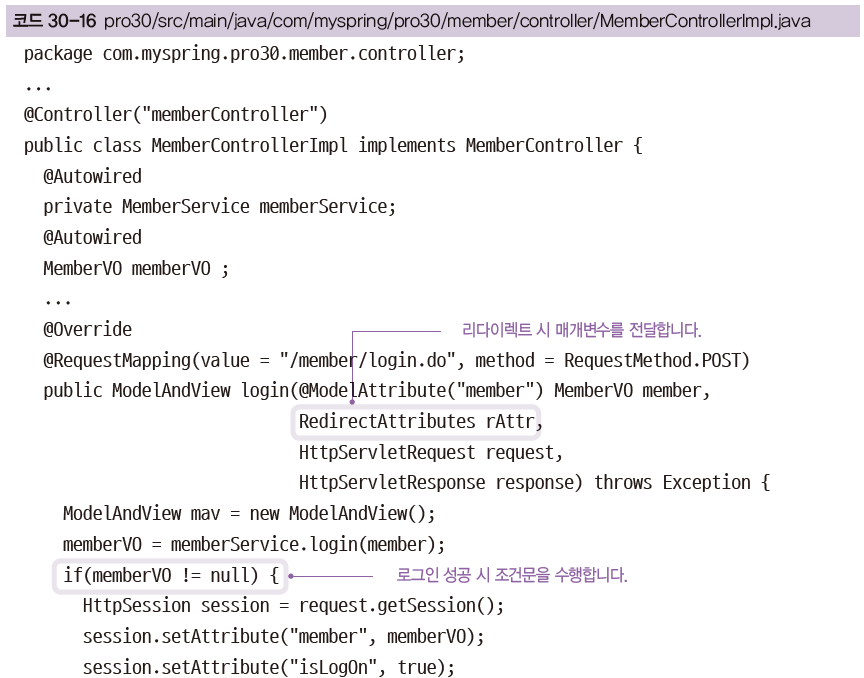 코드 30-16 pro30/src/main/java/com/myspring/pro30/member/controller/MemberControllerImpl.java
package com.myspring.pro30.member.controller;
...
@Controller("memberController")
public class MemberControllerImpl implements MemberController {
  @Autowired
  private MemberService memberService;
  @Autowired
  MemberVO memberVO ;
  ...
  @Override 리다이렉트 시 매개변수를 전달합니다.
  @RequestMapping(value = "/member/login.do", method = RequestMethod.POST)
  public ModelAndView login(@ModelAttribute("member") MemberVO member,
                            RedirectAttributes rAttr,
                            HttpServletRequest request,
                            HttpServletResponse response) throws Exception {
    ModelAndView mav = new ModelAndView();
    memberVO = memberService.login(member);
    if(memberVO != null) { 로그인 성공 시 조건문을 수행합니다.
      HttpSession session = request.getSession();
      session.setAttribute("member", memberVO);
      session.setAttribute("isLogOn", true);